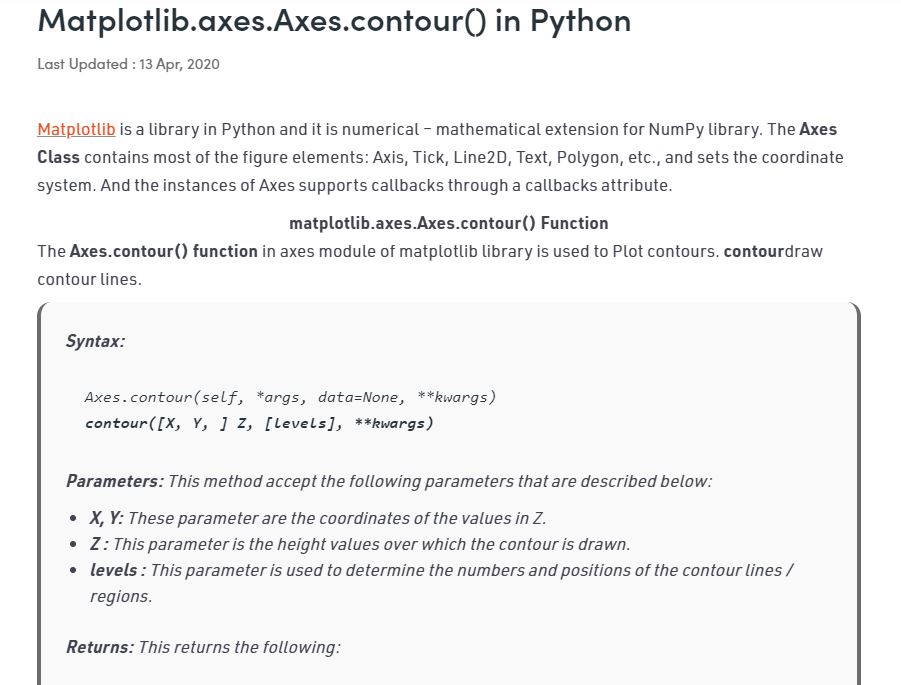 Matplotlib.axes.Axes.contour() in Python
Last Updated : 13 Apr, 2020
Matplotlib is a library in Python and it is numerical – mathematical extension for NumPy library. The Axes
Class contains most of the figure elements: Axis, Tick, Line2D, Text, Polygon, etc., and sets the coordinate
system. And the instances of Axes supports callbacks through a callbacks attribute.
matplotlib.axes.Axes.contour() Function
The Axes.contour() function in axes module of matplotlib library is used to Plot contours. contourdraw
contour lines.
Syntax:
Axes.contour(self, *args, data=None, **kwargs)
contour([X, Y, ] Z, [levels], **kwargs)
Parameters: This method accept the following parameters that are described below:
• X, Y: These parameter are the coordinates of the values in Z.
• Z : This parameter is the height values over which the contour is drawn.
• levels : This parameter is used to determine the numbers and positions of the contour lines /
regions.
Returns: This returns the following: